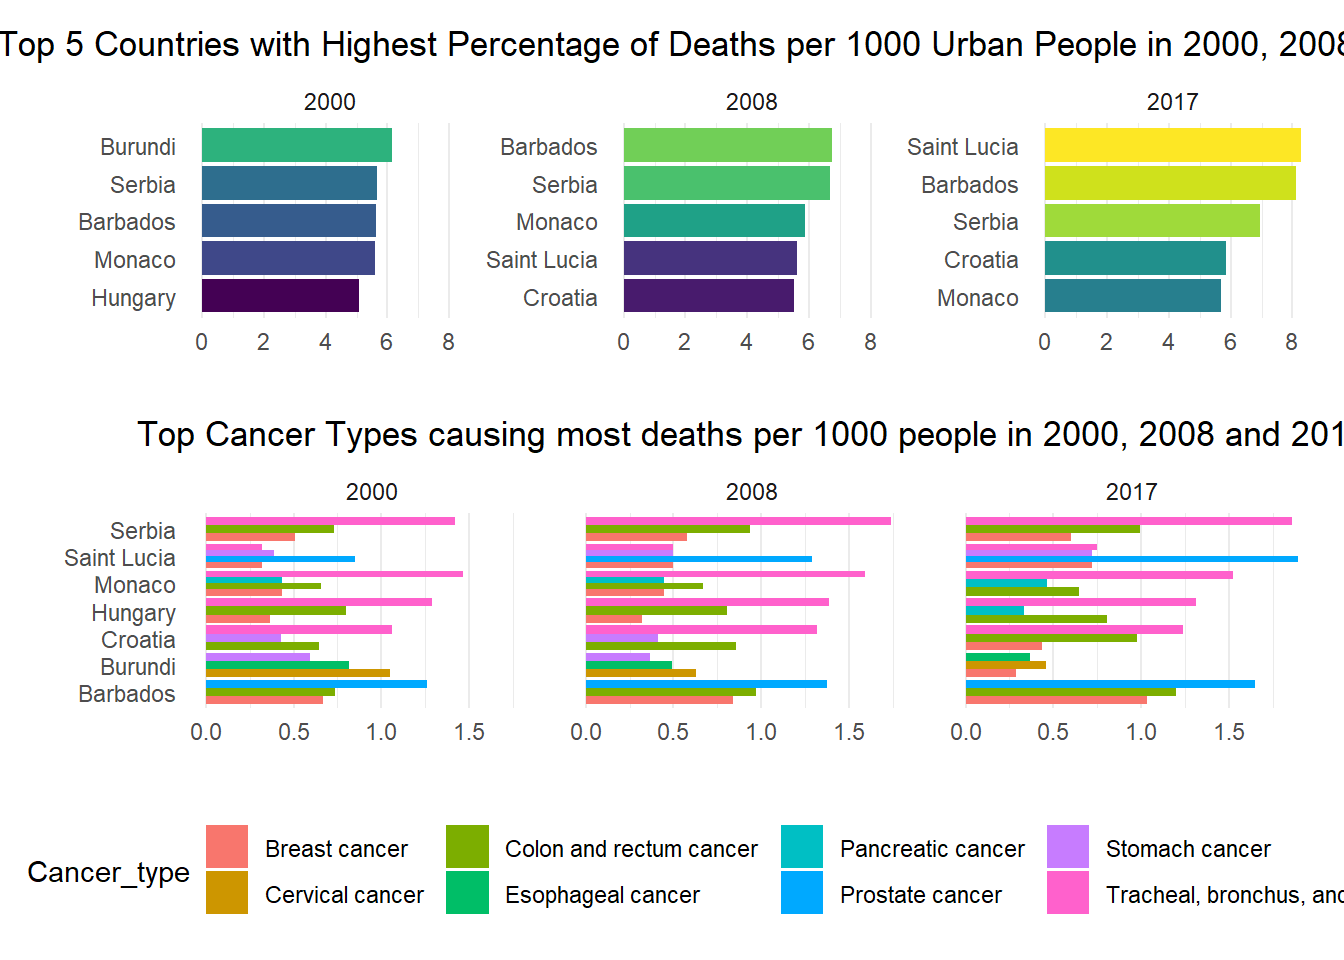 Top 5 Countries with Highest Percentage of Deaths per 1000 Urban People in 2000, 2008
2000 2008 2017
Burundi Barbados Saint Lucia
Serbia Serbia Barbados
Barbados Monaco Serbia
Monaco Saint Lucia Croatia
Hungary Croatia Monaco
0 2 4 6 8 0 2 4 6 8 0 2 4 6 8
Top Cancer Types causing most deaths per 1000 people in 2000, 2008 and 201
2000 2008 2017
Serbia
Saint Lucia
Monaco
Hungary
Croatia
Burundi
Barbados
0.0 0.5 1.0 1.5 0.0 0.5 1.0 1.5 0.0 0.5 1.0 1.5
Cancer_type
Breast cancer Colon and rectum cancer Pancreatic cancer Stomach cancer
Cervical cancer Esophageal cancer Prostate cancer Tracheal, bronchus, and